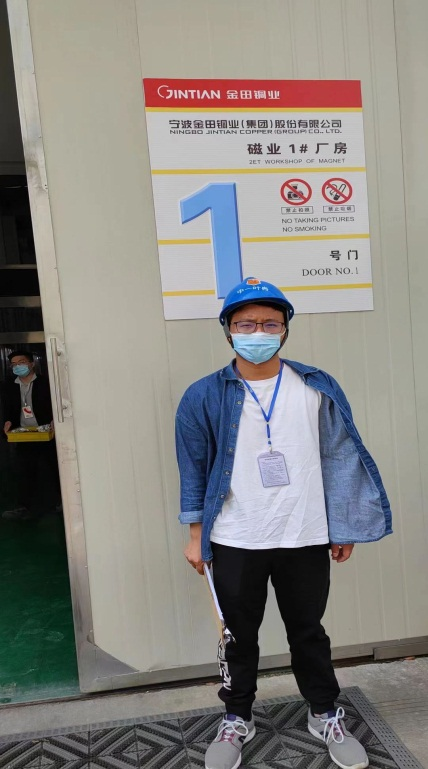 JINTIAN 金田铜业
宁波金田铜业(集团)股份有限公司
NINGBO JINTIAN COPPER (GROUP) CO., LTD.
磁业 1# 厂房
ZET WORKSHOP OF MAGNET
禁止拍照 禁止吸烟
NO TAKING PICTURES
NO SMOKING
1
号门
DOOR NO.1